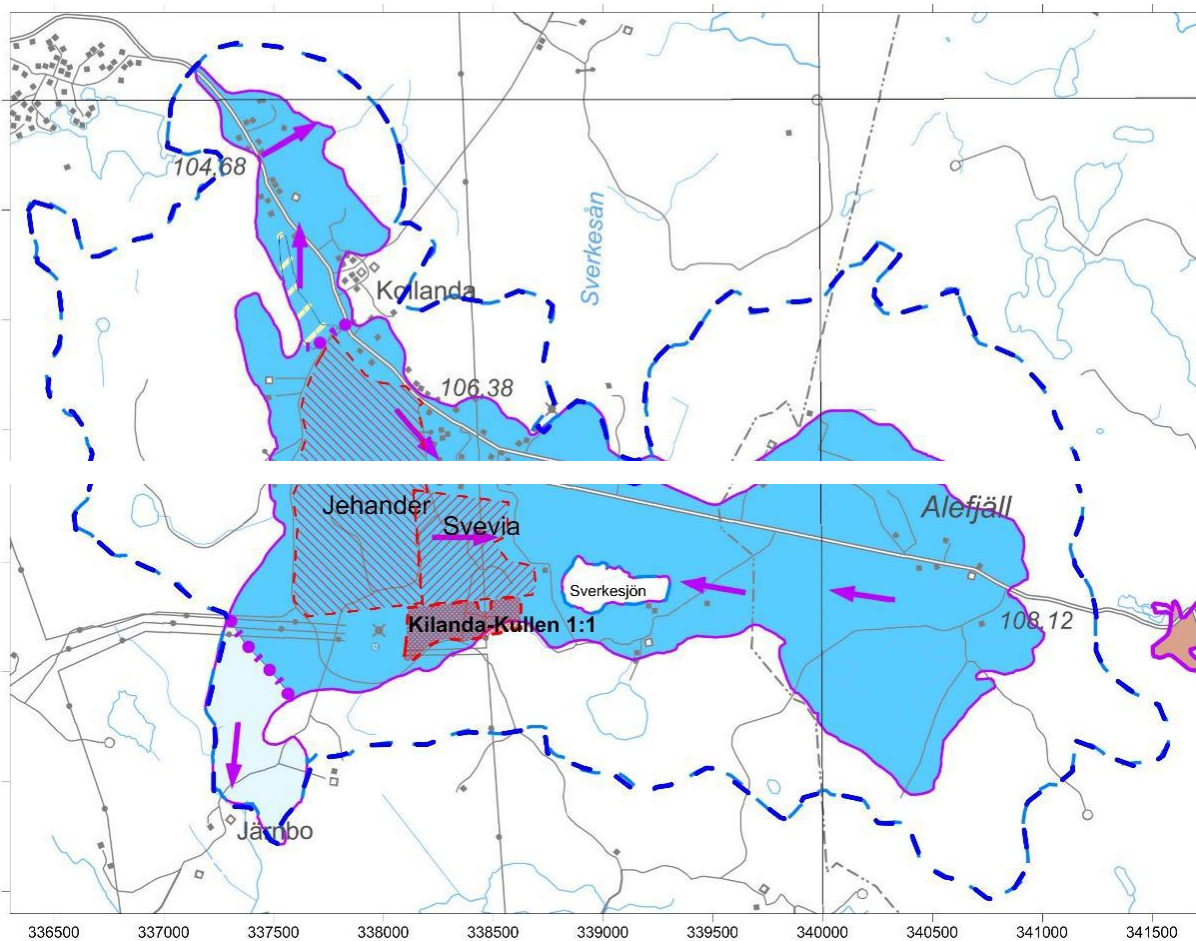 104,68
Sverkesån
Kollanda
106,38
Jehander
Svevia
Alefjäll
Sverkesjön
Kilanda-Kullen 1:1
108,12
Järnbo
336500 337000 337500 338000 338500 339000 339500 340000 340500 341000 341500